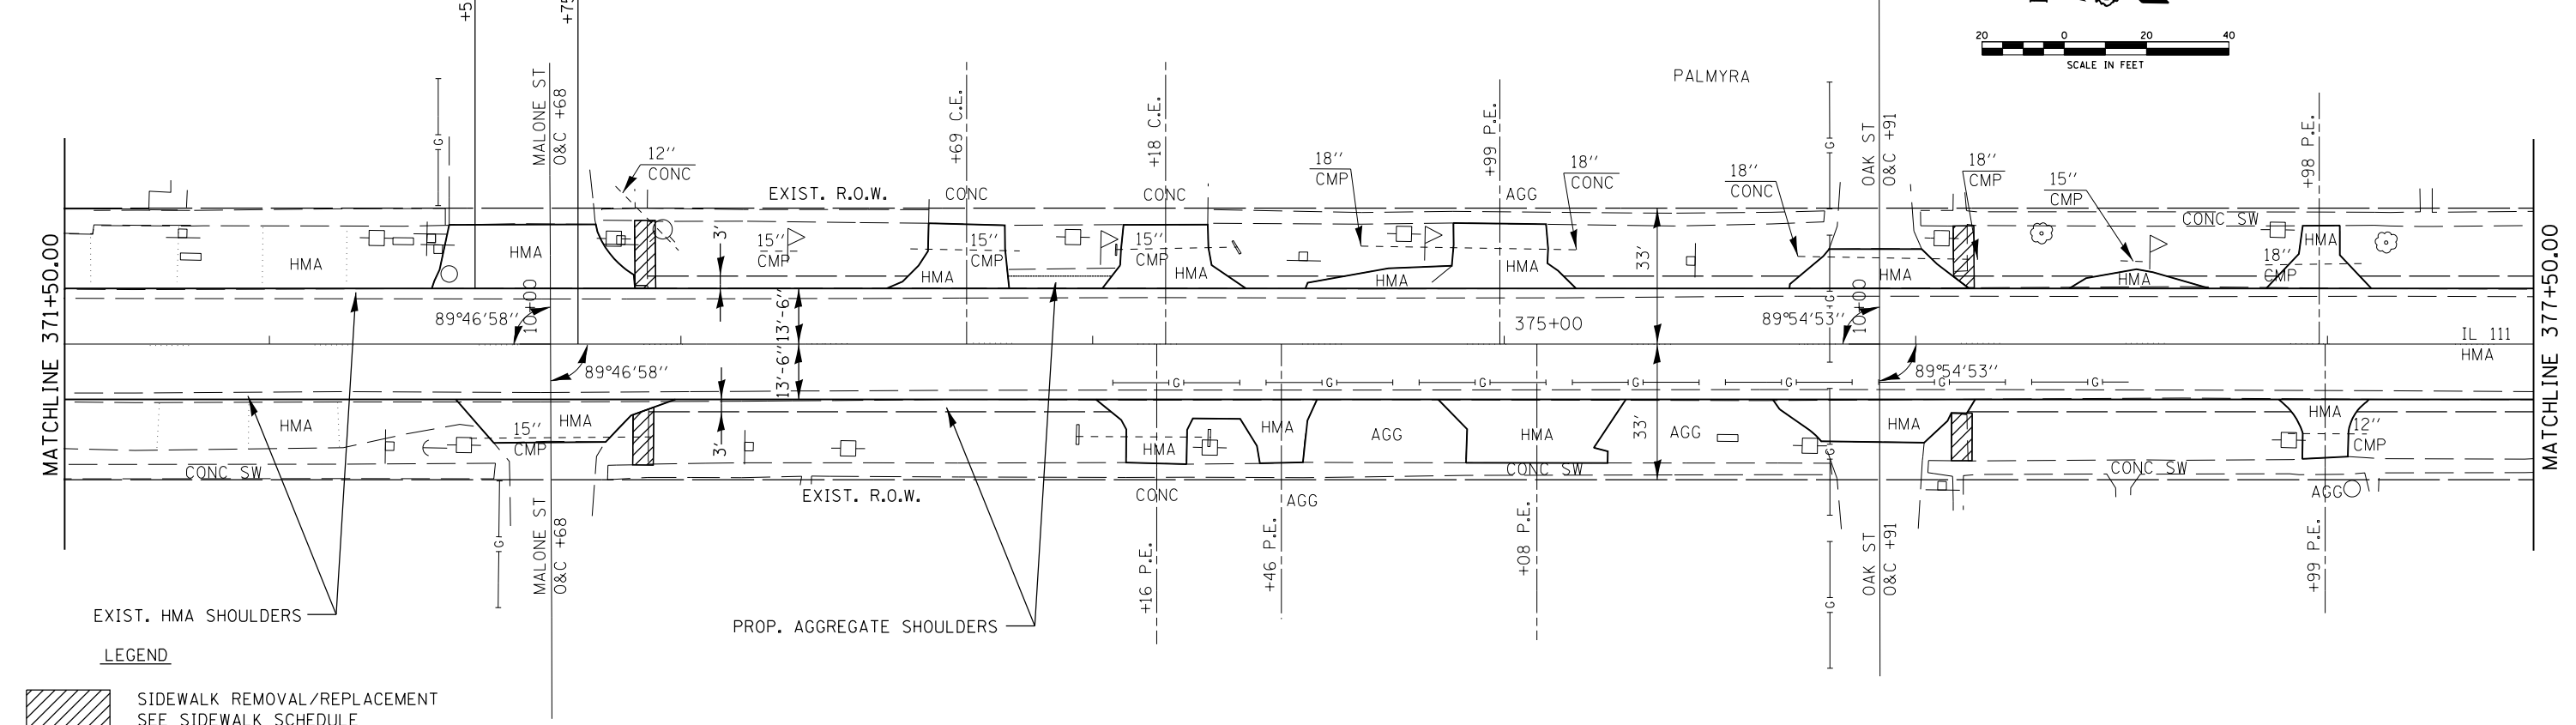 +5
+75
20 0 20 40
SCALE IN FEET
PALMYRA
MALONE ST
O&C +68
+69 C.E.
+18 C.E.
+99 P.E.
OAK ST
O&C +91
+98 P.E.
12''
CONC
EXIST. R.O.W.
CONC
CONC
18''
CMP
AGG
18''
CONC
18''
CONC
18''
CMP
15''
CMP
CONC SW
MATCHLINE 371+50.00
HMA
HMA
3'
15''
CMP
HMA
15''
CMP
15''
CMP
HMA
HMA
HMA
33'
HMA
HMA
18''
CMP
HMA
MATCHLINE 377+50.00
89°46'58''
10+00
13'-6''
375+00
89°54'53''
10+00
IL 111
HMA
89°46'58''
13'-6''
G
G
G
G
G
G
G
G
G
G
G
G
G
89°54'53''
HMA
15''
CMP
HMA
3'
HMA
HMA
AGG
HMA
33'
AGG
HMA
HMA
12''
CMP
CONC SW
EXIST. R.O.W.
CONC
AGG
CONC SW
CONC SW
AGG
MALONE ST
O&C +68
+16 P.E.
+46 P.E.
+08 P.E.
OAK ST
O&C +91
+99 P.E.
EXIST. HMA SHOULDERS
PROP. AGGREGATE SHOULDERS
LEGEND
SIDEWALK REMOVAL/REPLACEMENT
SEE SIDEWALK SCHEDULE